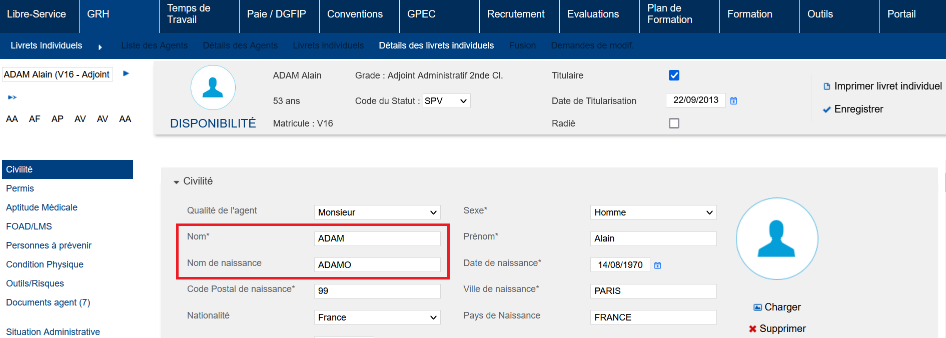 Libre-Service GRH Temps de Travail Paie / DGFIP Conventions GPEC Recrutement Evaluations Plan de Formation Formation Outils Portail
Livrets Individuels Liste des Agents Détails des Agents Livrets Individuels Détails des livrets individuels Fusion Demandes de modif
ADAM Alain (V16 - Adjoint
AA AF AP AV AV AA
DISPONIBILITÉ
ADAM Alain Grade : Adjoint Administratif 2nde Cl. Titulaire
53 ans Code du Statut : SPV Date de Titularisation 22/09/2013
Matricule : V16 Radié
Imprimer livret individuel
Enregistrer
Civilité
Permis
Aptitude Médicale
FOAD/LMS
Personnes à prévenir
Condition Physique
Outils/Risques
Documents agent (7)
Situation Administrative
Civilité
Qualité de l'agent Monsieur Sexe* Homme
Nom* ADAM Prénom* Alain
Nom de naissance ADAMO Date de naissance* 14/08/1970
Code Postal de naissance* 99 Ville de naissance* PARIS
Nationalité France Pays de Naissance FRANCE
Charger
Supprimer